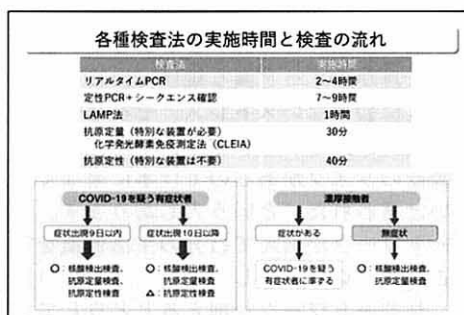 各種検査法の実施時間と検査の流れ
検査法 実施時間
リアルタイムPCR 2〜4時間
定性PCR+シークエンス確認 7〜9時間
LAMP法 1時間
抗原定量(特別な装置が必要) 30分
化学発光酵素免疫測定法(CLEIA)
抗原定性(特別な装置は不要) 40分
COVID-19を疑う有症状者
症状出現9日以内 症状出現10日以降
○:核酸検出検査、
抗原定量検査、
抗原定性検査
○:核酸検出検査、
抗原定量検査
△:抗原定性検査
濃厚接触者
症状がある 無症状
COVID-19を疑う
有症状者に準ずる
○:核酸検出検査、
抗原定量検査